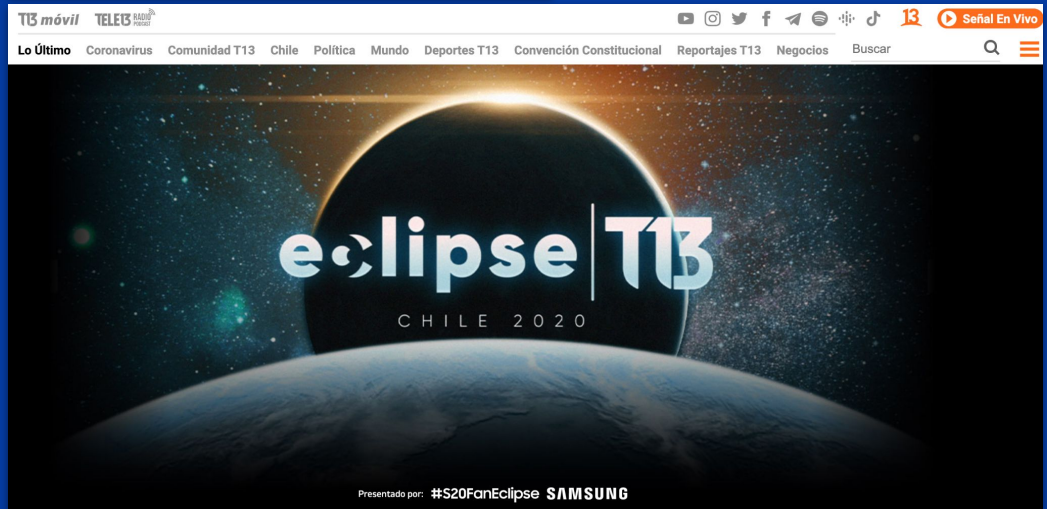 T13 móvil TELE13 RADIO PODCAST 13 Señal En Vivo
Lo Último Coronavirus Comunidad T13 Chile Política Mundo Deportes T13 Convención Constitucional Reportajes T13 Negocios Buscar
eclipse T13
CHILE 2020
Presentado por: #S20FanEclipse SAMSUNG